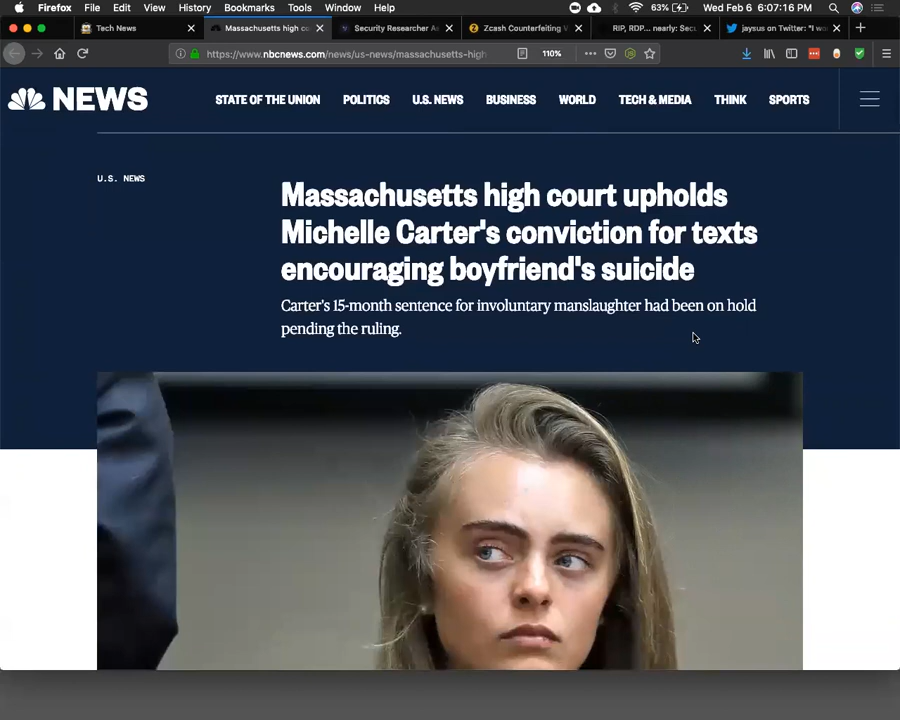 Firefox File Edit View History Bookmarks Tools Window Help 63% Wed Feb 6 6:07:16 PM
Tech News Massachusetts high co Security Researcher A Zcash Counterfeiting RIP, RDP... nearly: Sec jaysus on Twitter: "I w
https://www.nbcnews.com/news/us-news/massachusetts-high 110%
NEWS STATE OF THE UNION POLITICS U.S. NEWS BUSINESS WORLD TECH & MEDIA THINK SPORTS
U.S. NEWS
Massachusetts high court upholds
Michelle Carter's conviction for texts
encouraging boyfriend's suicide
Carter's 15-month sentence for involuntary manslaughter had been on hold
pending the ruling.